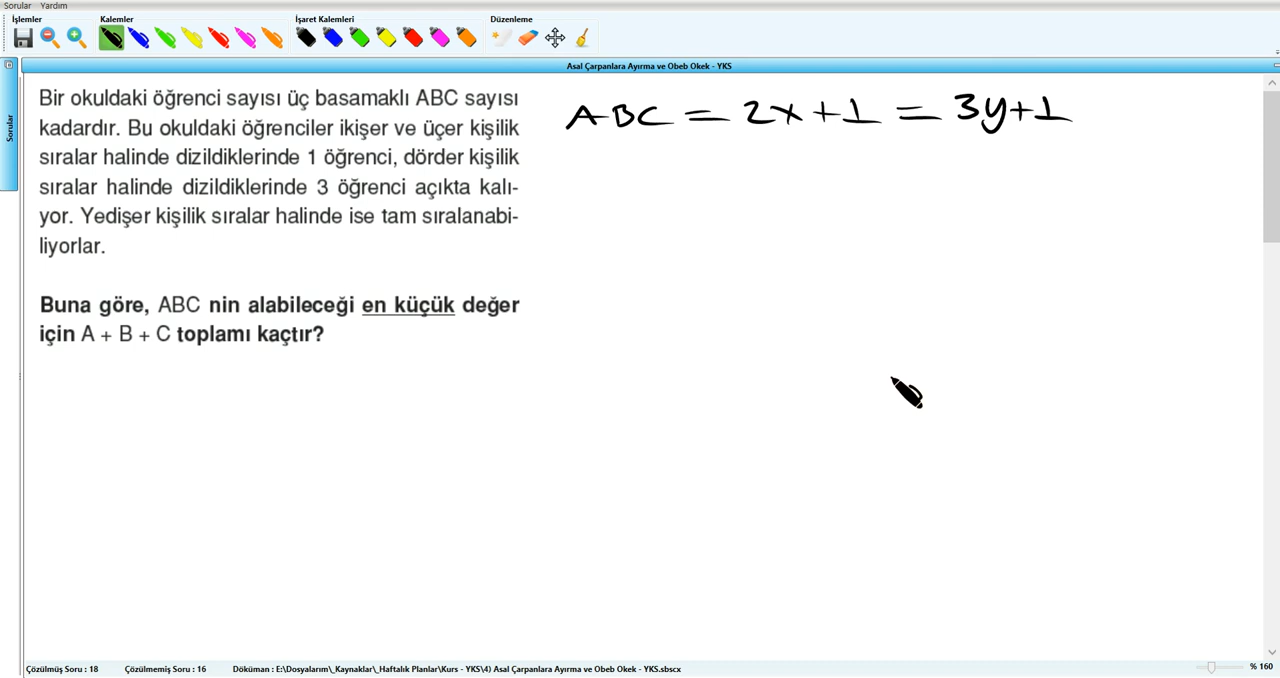 Sorular Yardım
İşlemler Kalemler İşaret Kalemleri Düzenleme
Asal Çarpanlara Ayırma ve Obeb Okek - YKS
Sorular
Bir okuldaki öğrenci sayısı üç basamaklı ABC sayısı
kadardır. Bu okuldaki öğrenciler ikişer ve üçer kişilik
sıralar halinde dizildiklerinde 1 öğrenci, dörder kişilik
sıralar halinde dizildiklerinde 3 öğrenci açıkta kalı-
yor. Yedişer kişilik sıralar halinde ise tam sıralanabi-
liyorlar.
Buna göre, ABC nin alabileceği en küçük değer
için A + B + C toplamı kaçtır?
ABC = 2x+1 = 3y+1
Çözülmüş Soru : 18 Çözülmemiş Soru : 16 Döküman : E:\Dosyalarım\_Kaynaklar\_Haftalık Planlar\Kurs - YKS\4) Asal Çarpanlara Ayırma ve Obeb Okek - YKS.sbscx % 160